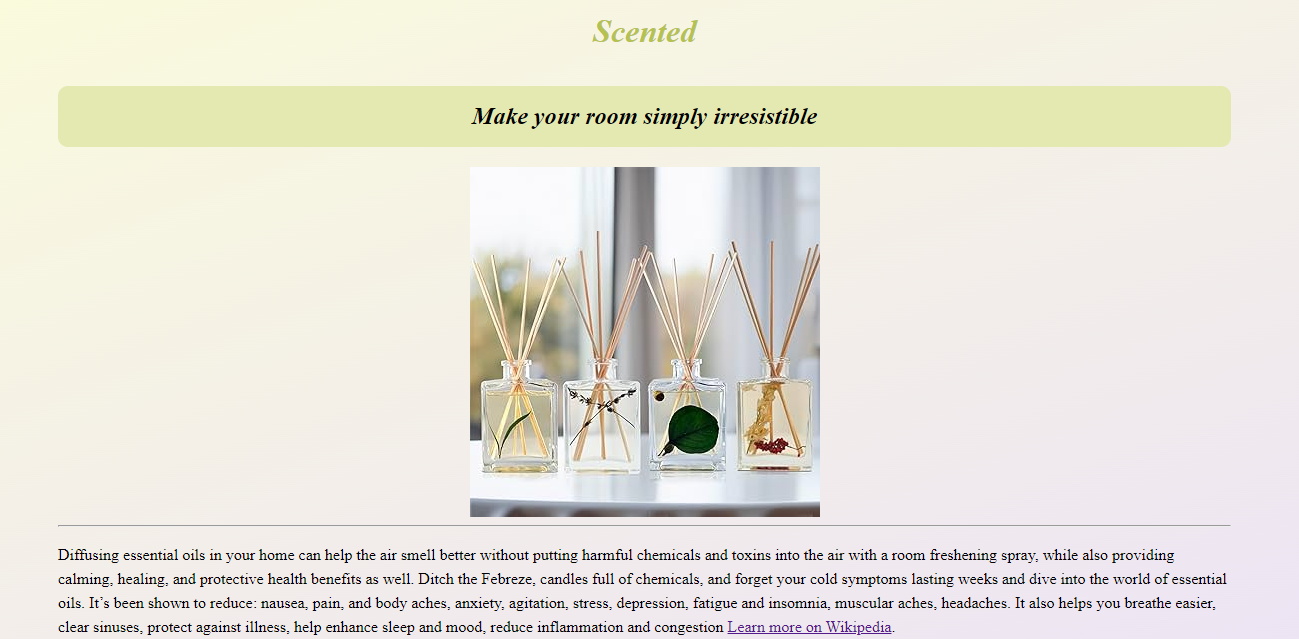 Scented
Make your room simply irresistible
Diffusing essential oils in your home can help the air smell better without putting harmful chemicals and toxins into the air with a room freshening spray, while also providing
calming, healing, and protective health benefits as well. Ditch the Febreze, candles full of chemicals, and forget your cold symptoms lasting weeks and dive into the world of essential
oils. It’s been shown to reduce: nausea, pain, and body aches, anxiety, agitation, stress, depression, fatigue and insomnia, muscular aches, headaches. It also helps you breathe easier,
clear sinuses, protect against illness, help enhance sleep and mood, reduce inflammation and congestion Learn more on Wikipedia.